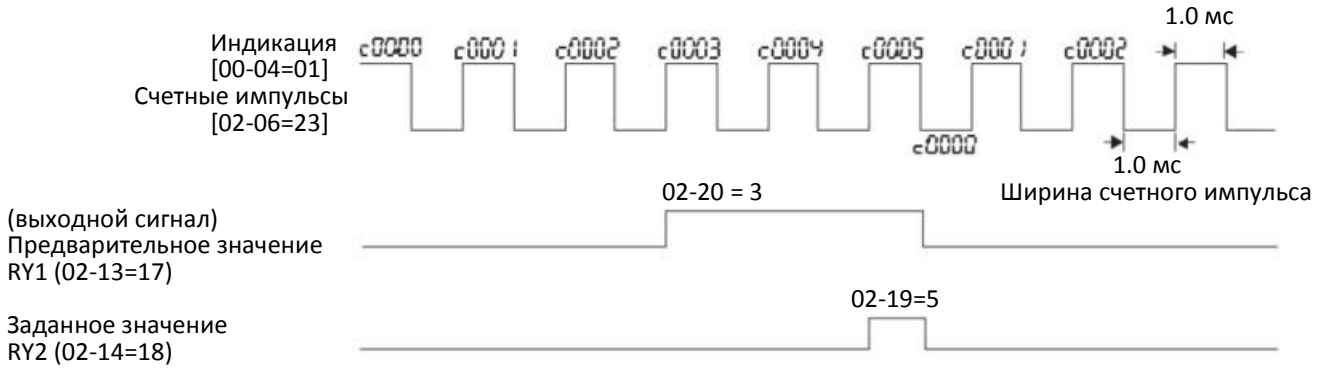 1.0 мс
Индикация
[00-04=01]
c0000 c0001 c0002 c0003 c0004 c0005 c0001 c0002
Счетные импульсы
[02-06=23]
c0000
1.0 мс
Ширина счетного импульса
02-20 = 3
(выходной сигнал)
Предварительное значение
RY1 (02-13=17)
02-19=5
Заданное значение
RY2 (02-14=18)